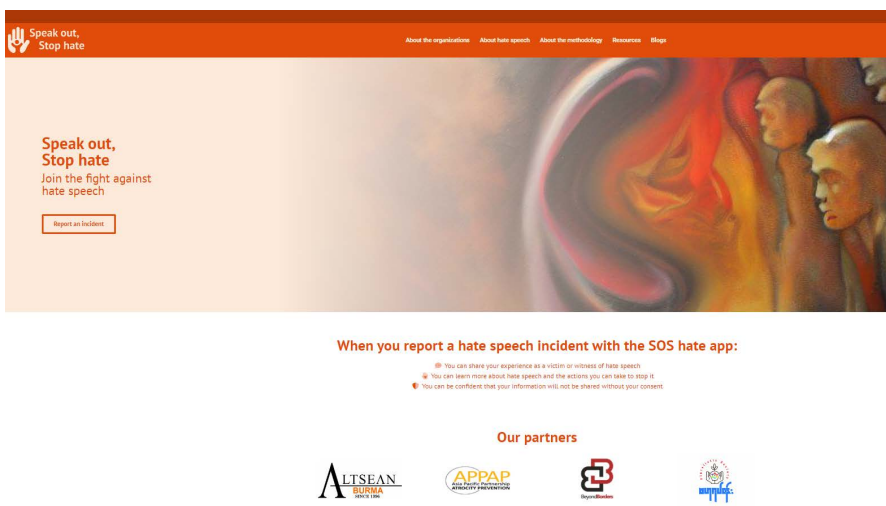 Speak out,
Stop hate
About the organizations About hate speech About the methodology Resources Blogs
Speak out,
Stop hate
Join the fight against
hate speech
Report an incident
When you report a hate speech incident with the SOS hate app:
You can share your experience as a victim or witness of hate speech
You can learn more about hate speech and the actions you can take to stop it
You can be confident that your information will not be shared without your consent
Our partners
ALTSEAN
BURMA
SINCE 1996
APPAP
Asia Pacific Partnership
ATROCITY PREVENTION
BeyondBorders